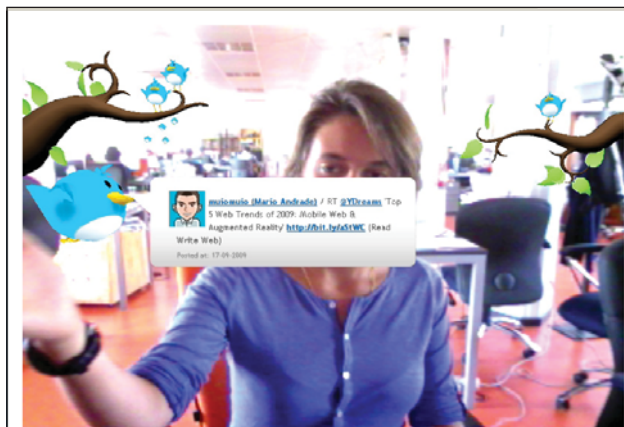 muiomuio (Mario Andrade) / RT @YDreams 'Top
5 Web Trends of 2009: Mobile Web &
Augmented Reality' http://bit.ly/aStWC (Read
Write Web)
Posted at: 17-09-2009